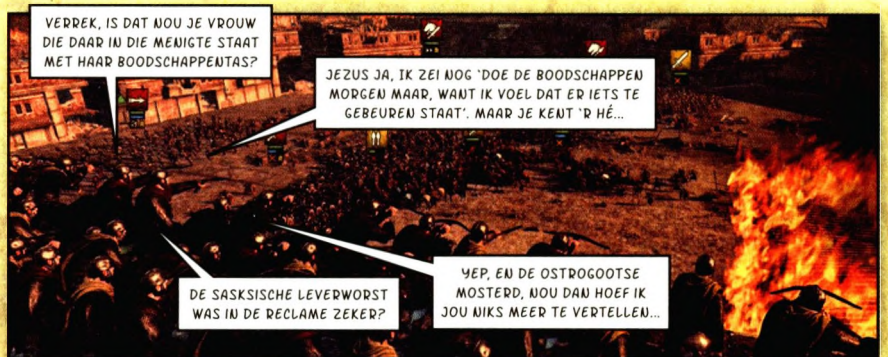 VERREK, IS DAT NOU JE VROUW
DIE DAAR IN DIE MENIGTE STAAT
MET HAAR BOODSCHAPPENTAS?
JEZUS JA, IK ZEI NOG 'DOE DE BOODSCHAPPEN
MORGEN MAAR, WANT IK VOEL DAT ER IETS TE
GEBEUREN STAAT'. MAAR JE KENT 'R HÉ...
DE SASKSISCHE LEVERWORST
WAS IN DE RECLAME ZEKER?
YEP, EN DE OSTROGOOTSE
MOSTERD, NOU DAN HOEF IK
JOU NIKS MEER TE VERTELLEN...